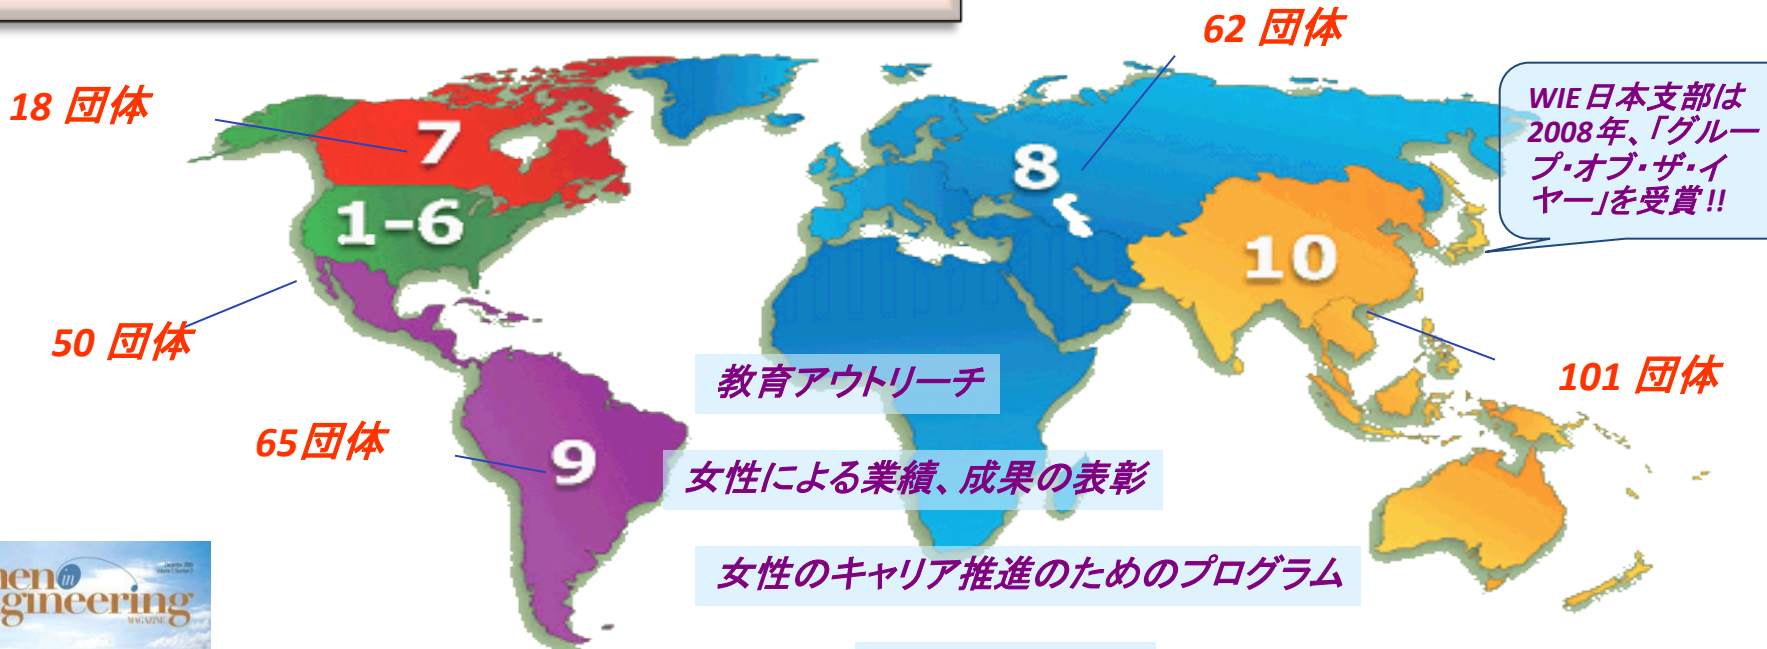 62 団体
18 団体
WIE日本支部は
2008年、「グルー
プ・オブ・ザ・イ
ヤー」を受賞!!
7
8
1-6
10
50 団体
101 団体
教育アウトリーチ
65団体
9
女性による業績、成果の表彰
女性のキャリア推進のためのプログラム
in
gineering
MAGAZINE